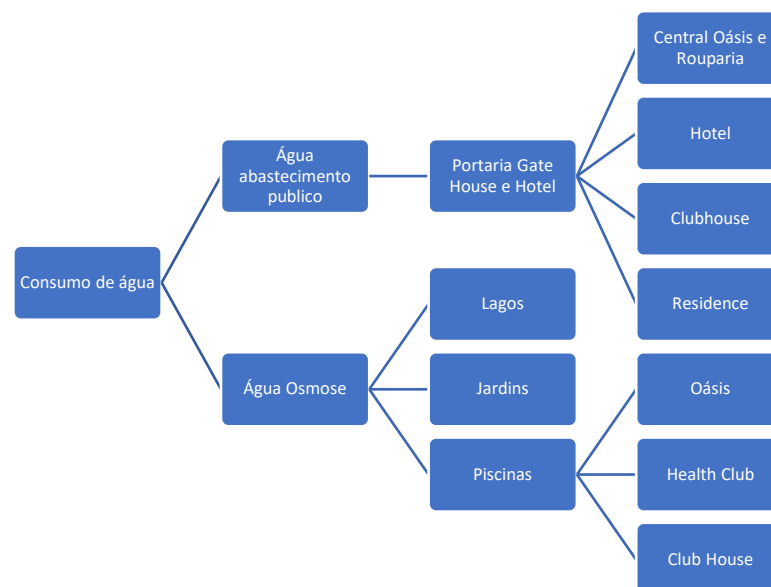 Consumo de água
Água
abastecimento
publico
Portaria Gate
House e Hotel
Central Oásis e
Rouparia
Hotel
Clubhouse
Residence
Água Osmose
Lagos
Jardins
Piscinas
Oásis
Health Club
Club House